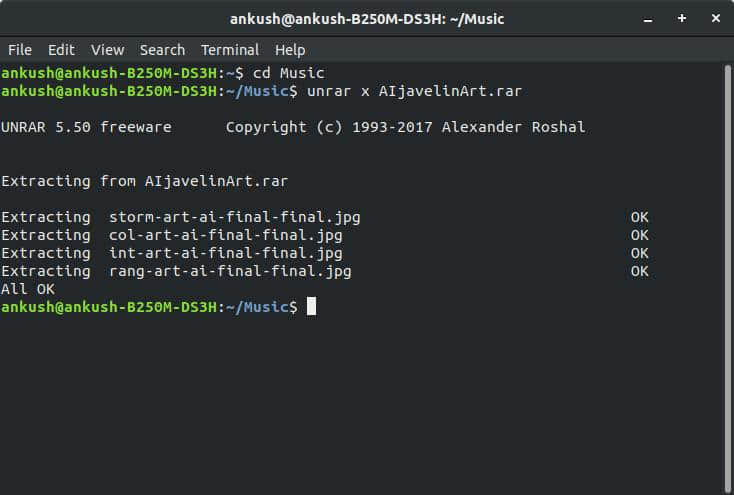 ankush@ankush-B250M-DS3H: ~/Music
File Edit View Search Terminal Help
ankush@ankush-B250M-DS3H:~$ cd Music
ankush@ankush-B250M-DS3H:~/Music$ unrar x AIjavelinArt.rar
UNRAR 5.50 freeware Copyright (c) 1993-2017 Alexander Roshal
Extracting from AIjavelinArt.rar
Extracting storm-art-ai-final-final.jpg OK
Extracting col-art-ai-final-final.jpg OK
Extracting int-art-ai-final-final.jpg OK
Extracting rang-art-ai-final-final.jpg OK
All OK
ankush@ankush-B250M-DS3H:~/Music$